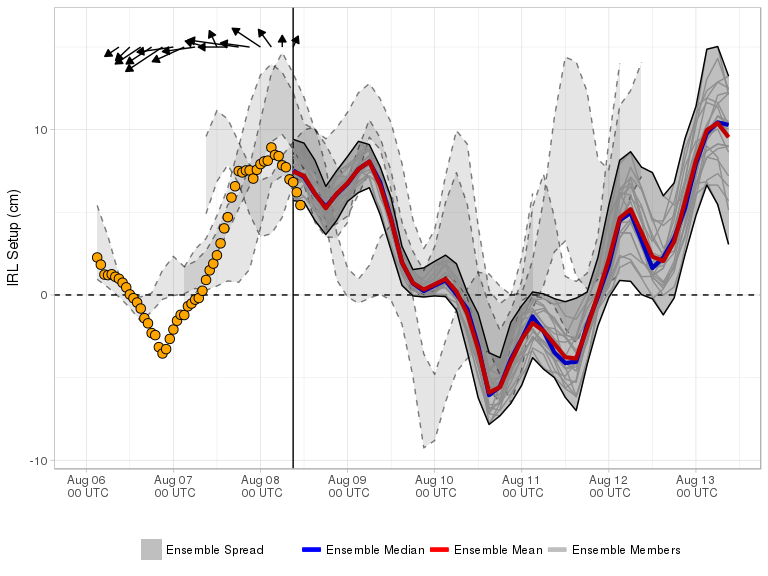 IRL Setup (cm)
10
0
-10
Aug 06 Aug 07 Aug 08 Aug 09 Aug 10 Aug 11 Aug 12 Aug 13
00 UTC 00 UTC 00 UTC 00 UTC 00 UTC 00 UTC 00 UTC 00 UTC
Ensemble Spread Ensemble Median Ensemble Mean Ensemble Members